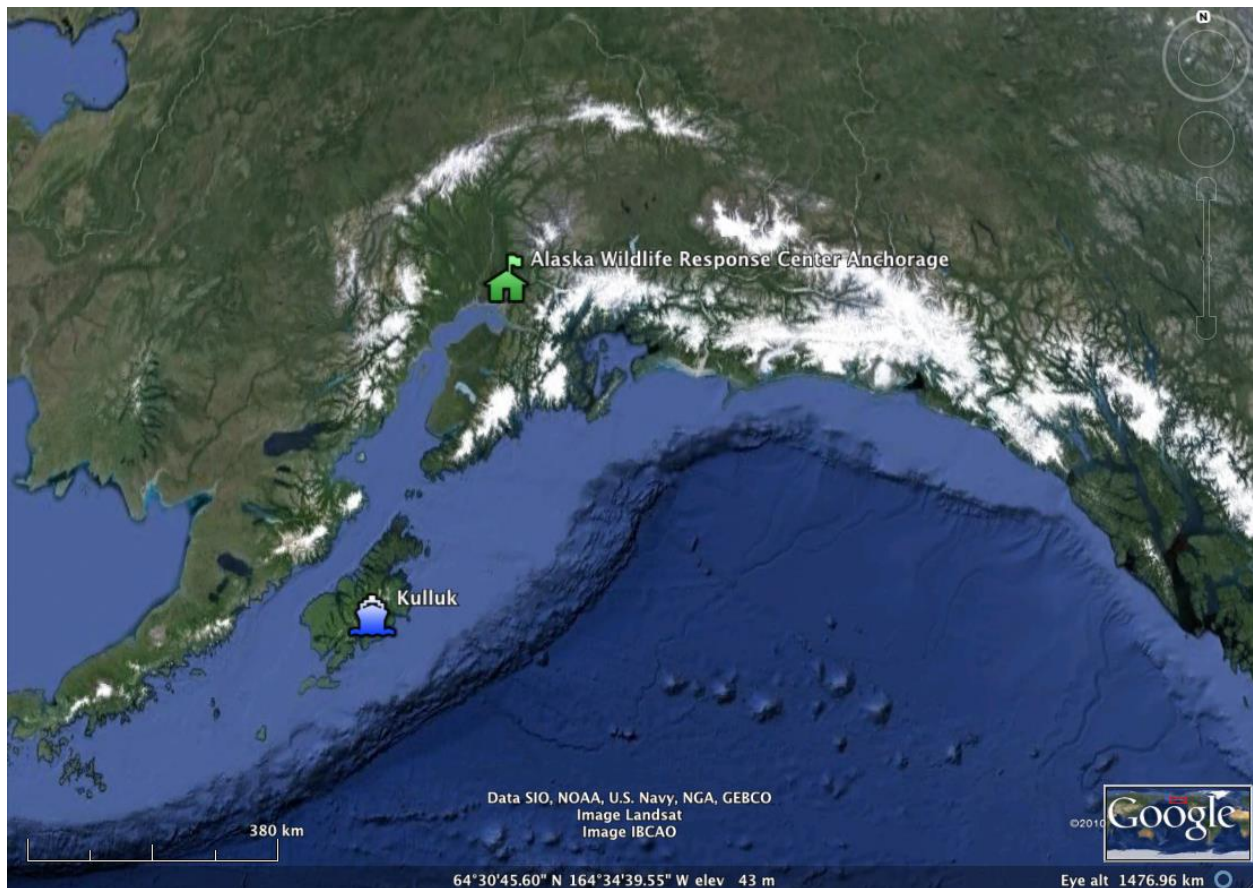 N
Alaska Wildlife Response Center Anchorage
Kulluk
Data SIO, NOAA, U.S. Navy, NGA, GEBCO
Image Landsat
Image IBCAO
380 km
©2010
Google
64°30'45.60" N 164°34'39.55" W elev 43 m
Eye alt 1476.96 km